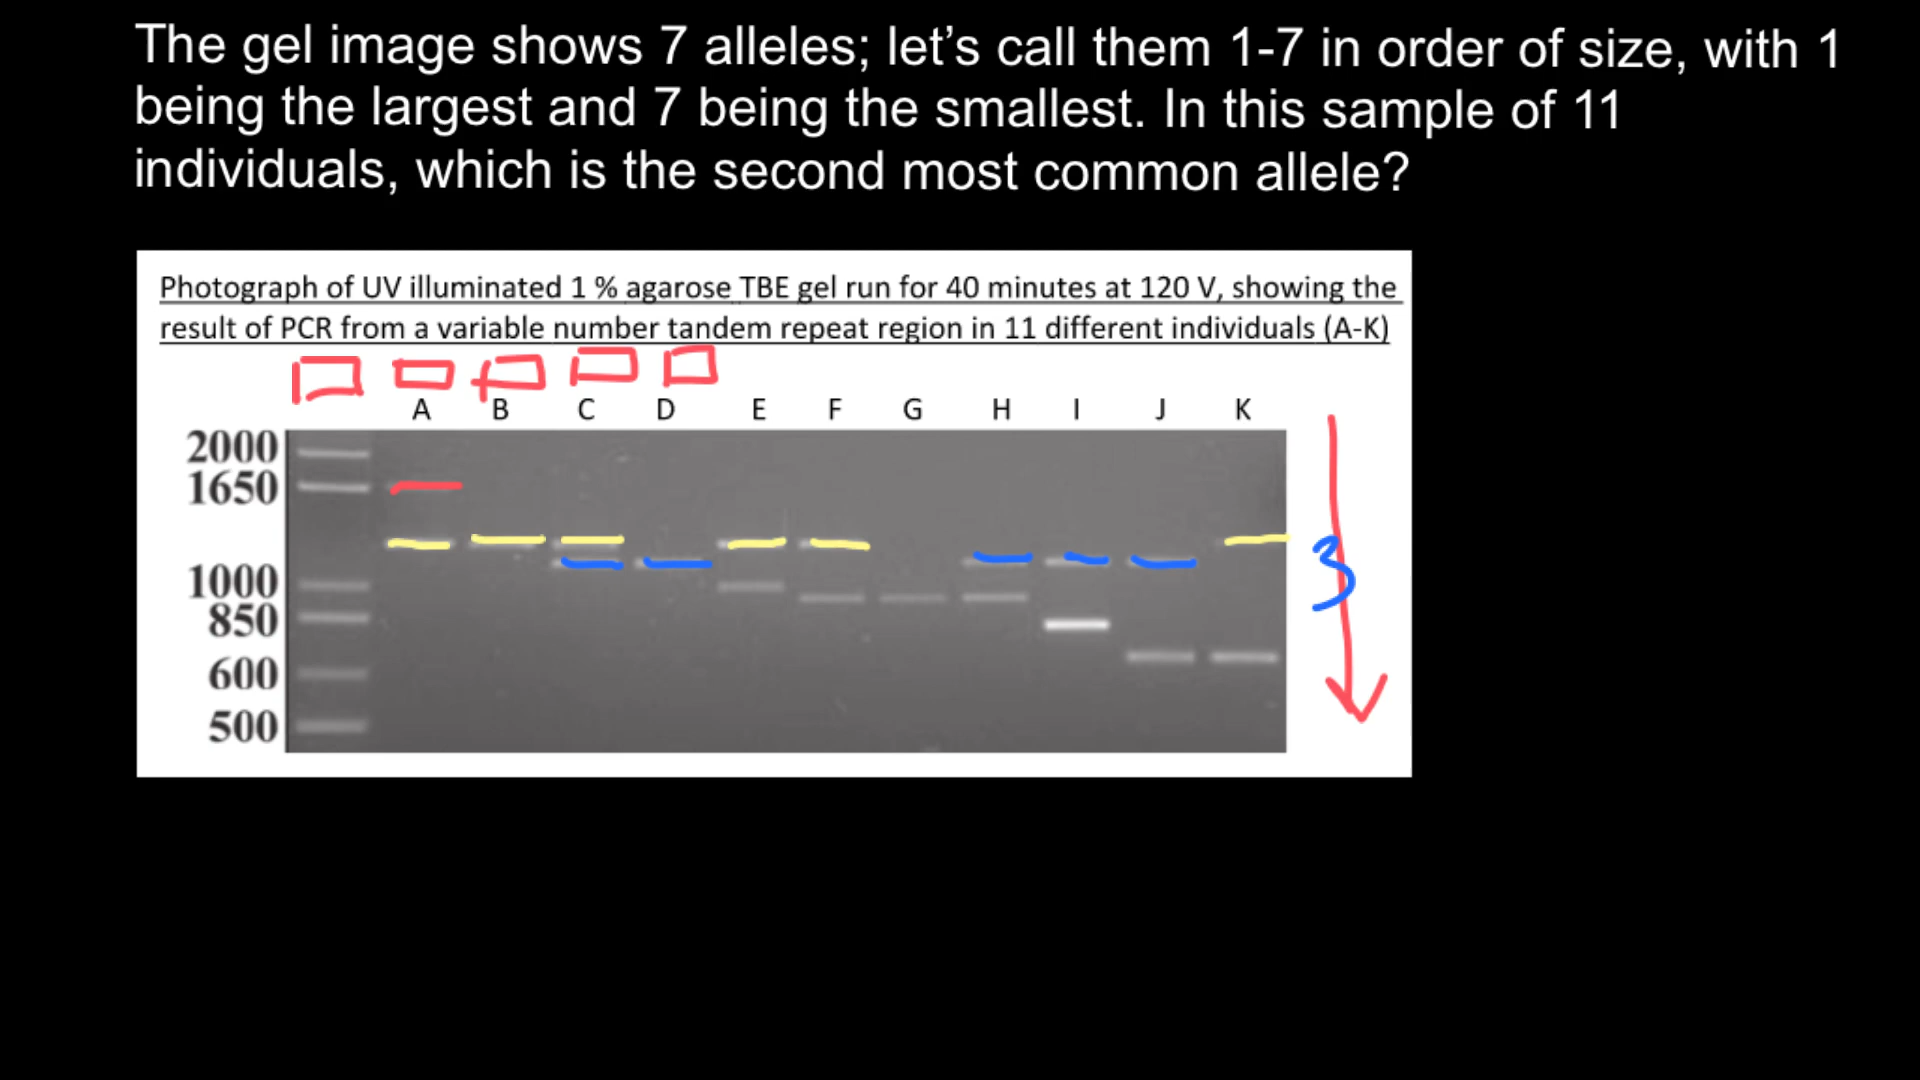 The gel image shows 7 alleles; let’s call them 1-7 in order of size, with 1
being the largest and 7 being the smallest. In this sample of 11
individuals, which is the second most common allele?
Photograph of UV illuminated 1 % agarose TBE gel run for 40 minutes at 120 V, showing the
result of PCR from a variable number tandem repeat region in 11 different individuals (A-K)
A B C D E F G H I J K
2000
1650
3
1000
850
600
500